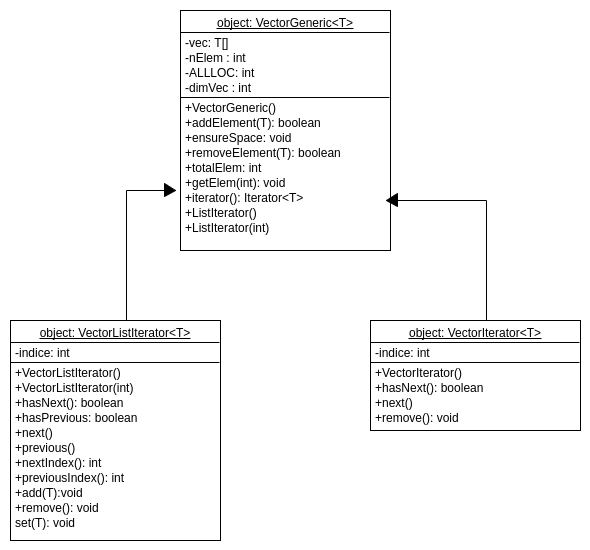 object: VectorGeneric<T>
-vec: T[]
-nElem : int
-ALLLOC: int
-dimVec : int
+VectorGeneric()
+addElement(T): boolean
+ensureSpace: void
+removeElement(T): boolean
+totalElem: int
+getElem(int): void
+iterator(): Iterator<T>
+ListIterator()
+ListIterator(int)
object: VectorListIterator<T>
-indice: int
+VectorListIterator()
+VectorListIterator(int)
+hasNext(): boolean
+hasPrevious: boolean
+next()
+previous()
+nextIndex(): int
+previousIndex(): int
+add(T):void
+remove(): void
set(T): void
object: VectorIterator<T>
-indice: int
+VectorIterator()
+hasNext(): boolean
+next()
+remove(): void